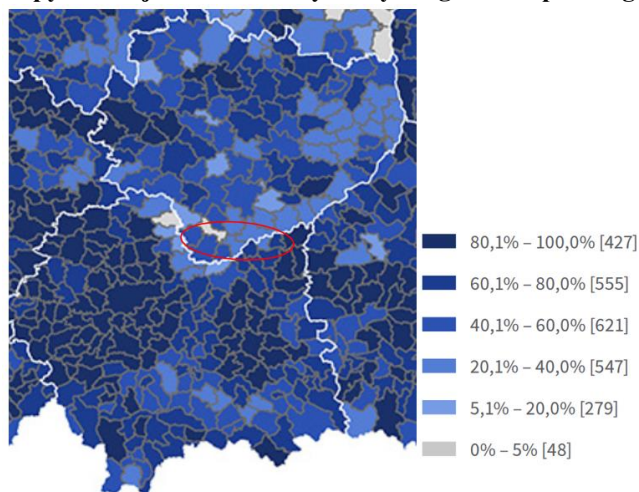 80,1% – 100,0% [427]
60,1% – 80,0% [555]
40,1% – 60,0% [621]
20,1% – 40,0% [547]
5,1% – 20,0% [279]
0% – 5% [48]